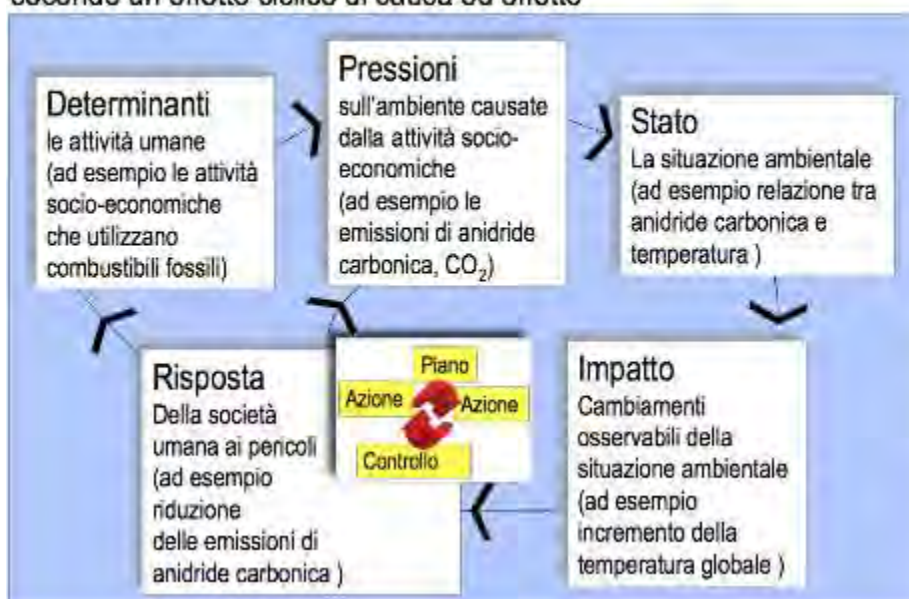 Determinanti
le attività umane
(ad esempio le attività
socio-economiche
che utilizzano
combustibili fossili)
Pressioni
sull'ambiente causate
dalla attività socio-
economiche
(ad esempio le
emissioni di anidride
carbonica, CO₂)
Stato
La situazione ambientale
(ad esempio relazione tra
anidride carbonica e
temperatura )
Impatto
Cambiamenti
osservabili della
situazione ambientale
(ad esempio
incremento della
temperatura globale )
Risposta
Della società
umana ai pericoli
(ad esempio
riduzione
delle emissioni di
anidride carbonica )
Piano
Azione
Azione
Controllo